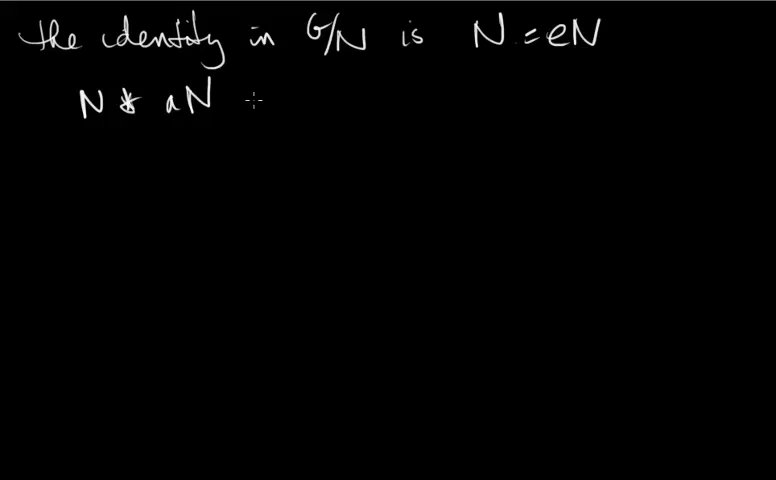 the identity in G/N is N = eN
N * aN